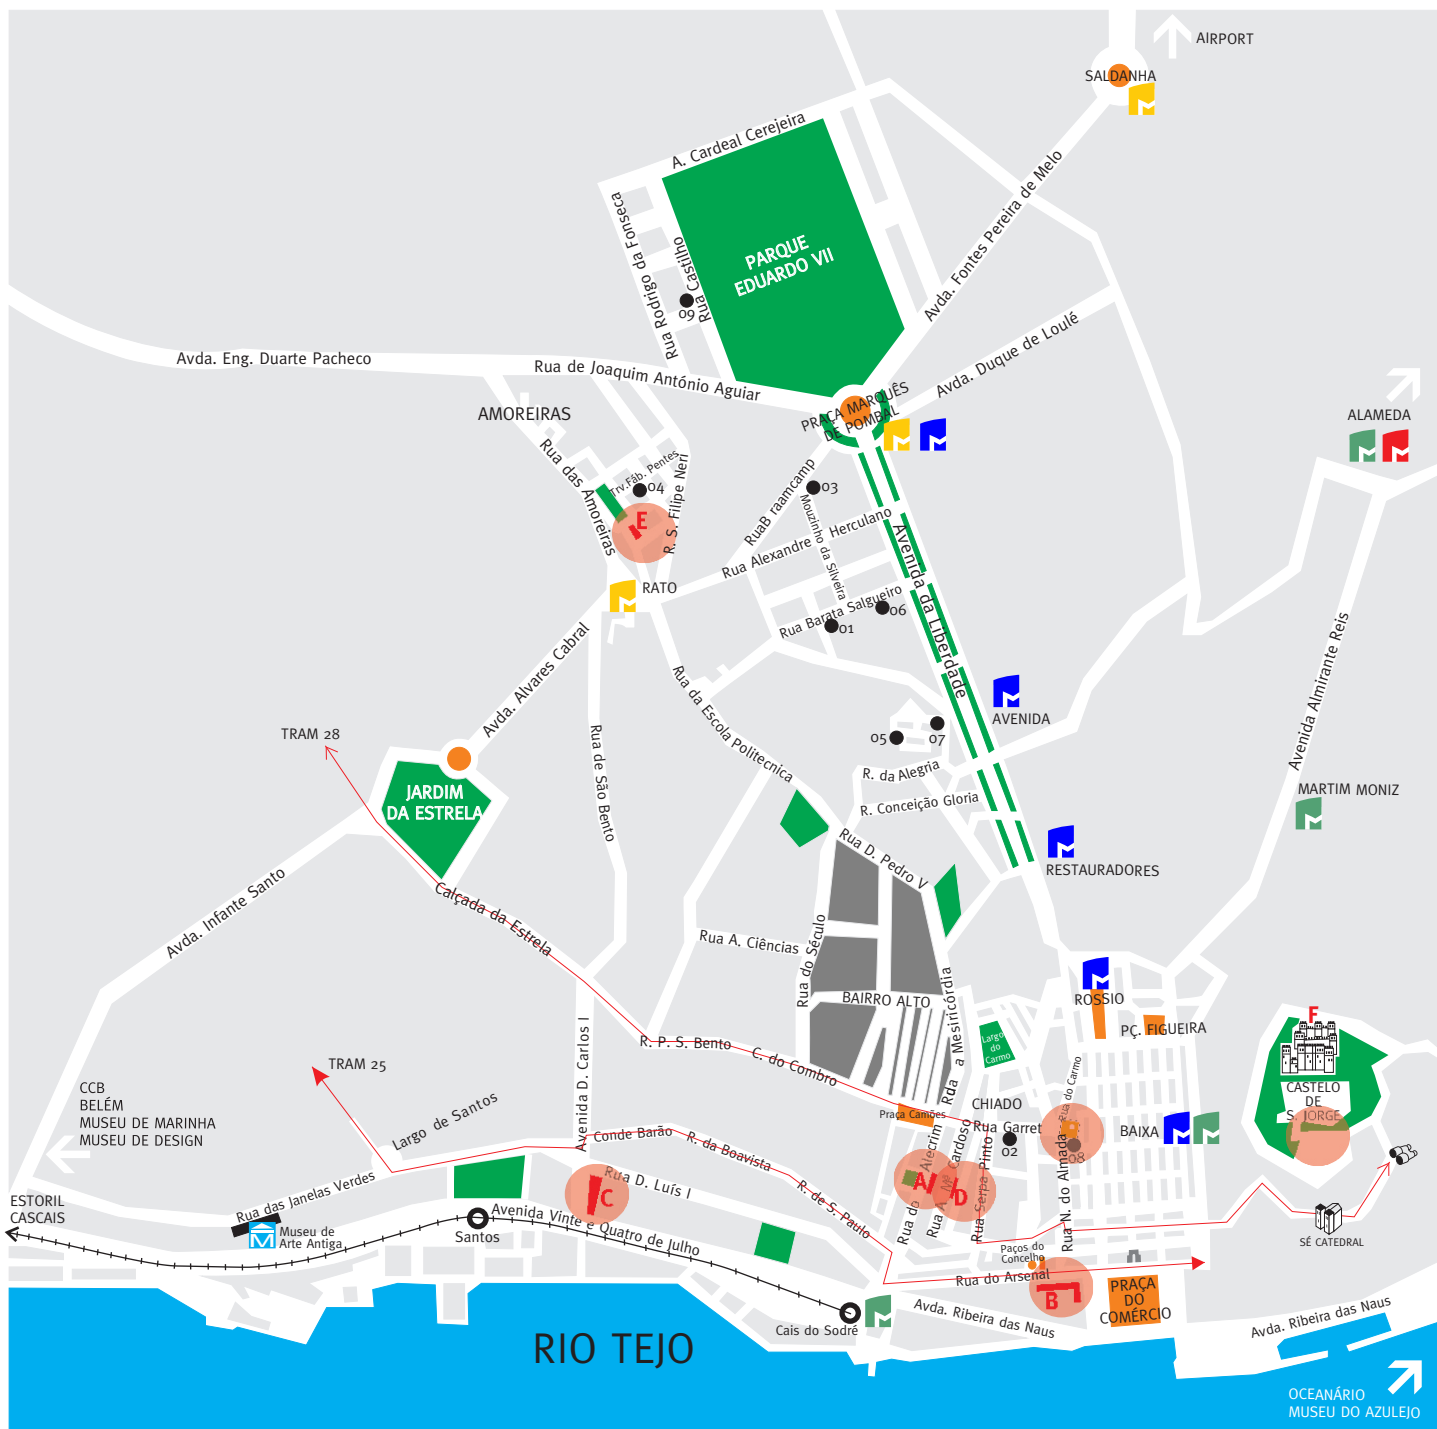 AIRPORT
SALDANHA
A. Cardeal Cerejeira
Rua Rodrigo da Fonseca
Rua Castilho
09
PARQUE
EDUARDO VII
Avda. Fontes Pereira de Melo
Avda. Duque de Loulé
Avda. Eng. Duarte Pacheco
Rua de Joaquim António Aguiar
PRAÇA MARQUÊS
DE POMBAL
ALAMEDA
AMOREIRAS
Rua das Amoreiras
Trv.Fáb. Pentes
04
R. S. Filipe Neri
E
RuaB raamcamp
03
Mouzinho da Silveira
Rua Alexandre Herculano
Avenida da Liberdade
RATO
Rua Barata Salgueiro
06
01
Avda. Alvares Cabral
Rua da Escola Politecnica
Rua de São Bento
AVENIDA
05
07
Avenida Almirante Reis
TRAM 28
JARDIM
DA ESTRELA
R. da Alegria
R. Conceição Gloria
MARTIM MONIZ
RESTAURADORES
Rua D. Pedro V
Avda. Infante Santo
Calçada da Estrela
Rua A. Ciências
Rua do Século
BAIRRO ALTO
Rda a Mesiricórdia
ROSSIO
PÇ. FIGUEIRA
F
CASTELO
DE
S. JORGE
Largo
do
Carmo
Rua do Carmo
R. P. S. Bento
C. do Combro
Avenida D. Carlos I
TRAM 25
CCB
BELÉM
MUSEU DE MARINHA
MUSEU DE DESIGN
Largo de Santos
Conde Barão
R. da Boavista
R. de S. Paulo
Praça Camões
CHIADO
Rua Garret
02
08
BAIXA
Rua do Alecrim
Rua A. Mª Cardoso
Rua Serpa Pinto
Rua N. do Almada
A
D
C
Rua D. Luís I
Rua das Janelas Verdes
ESTORIL
CASCAIS
Museu de
Arte Antiga
Santos
Avenida Vinte e Quatro de Julho
SÉ CATEDRAL
Paços do
Concelho
Rua do Arsenal
B
PRAÇA
DO
COMÉRCIO
Cais do Sodré
Avda. Ribeira das Naus
Avda. Ribeira das Naus
RIO TEJO
OCEANÁRIO
MUSEU DO AZULEJO